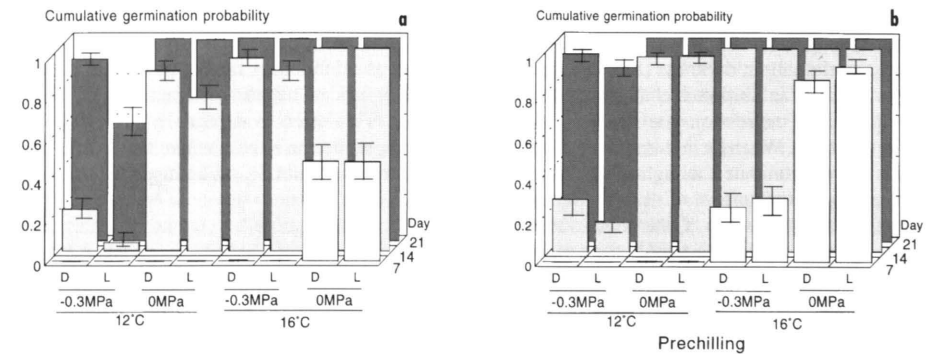 Cumulative germination probability
a
1
0.8
0.6
0.4
0.2
0
Day
21
14
7
D L D L D L D L
-0.3MPa 0MPa -0.3MPa 0MPa
12°C 16°C
Cumulative germination probability
b
1
0.8
0.6
0.4
0.2
0
Day
21
14
7
D L D L D L D L
-0.3MPa 0MPa -0.3MPa 0MPa
12°C 16°C
Prechilling